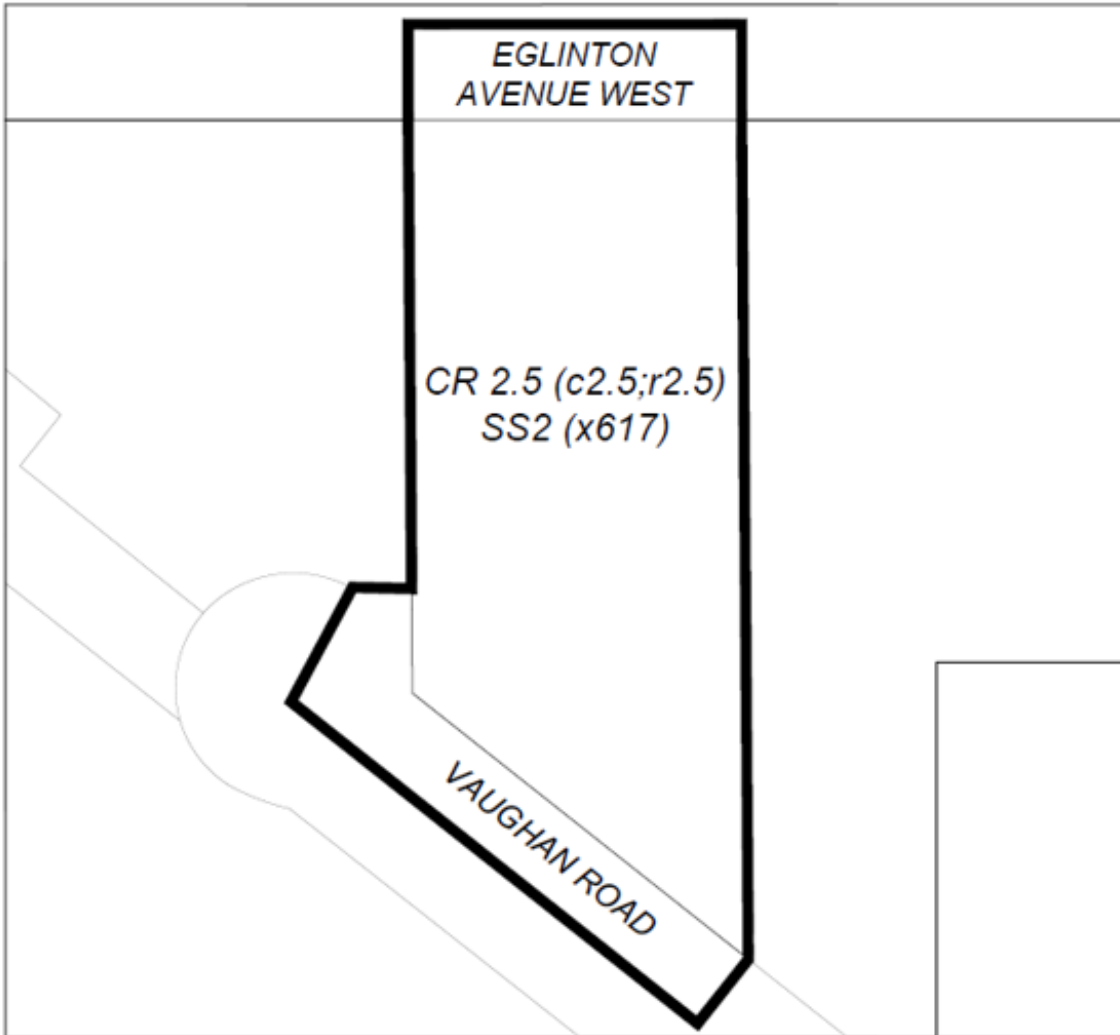 EGLINTON
AVENUE WEST
CR 2.5 (c2.5;r2.5)
SS2 (x617)
VAUGHAN ROAD